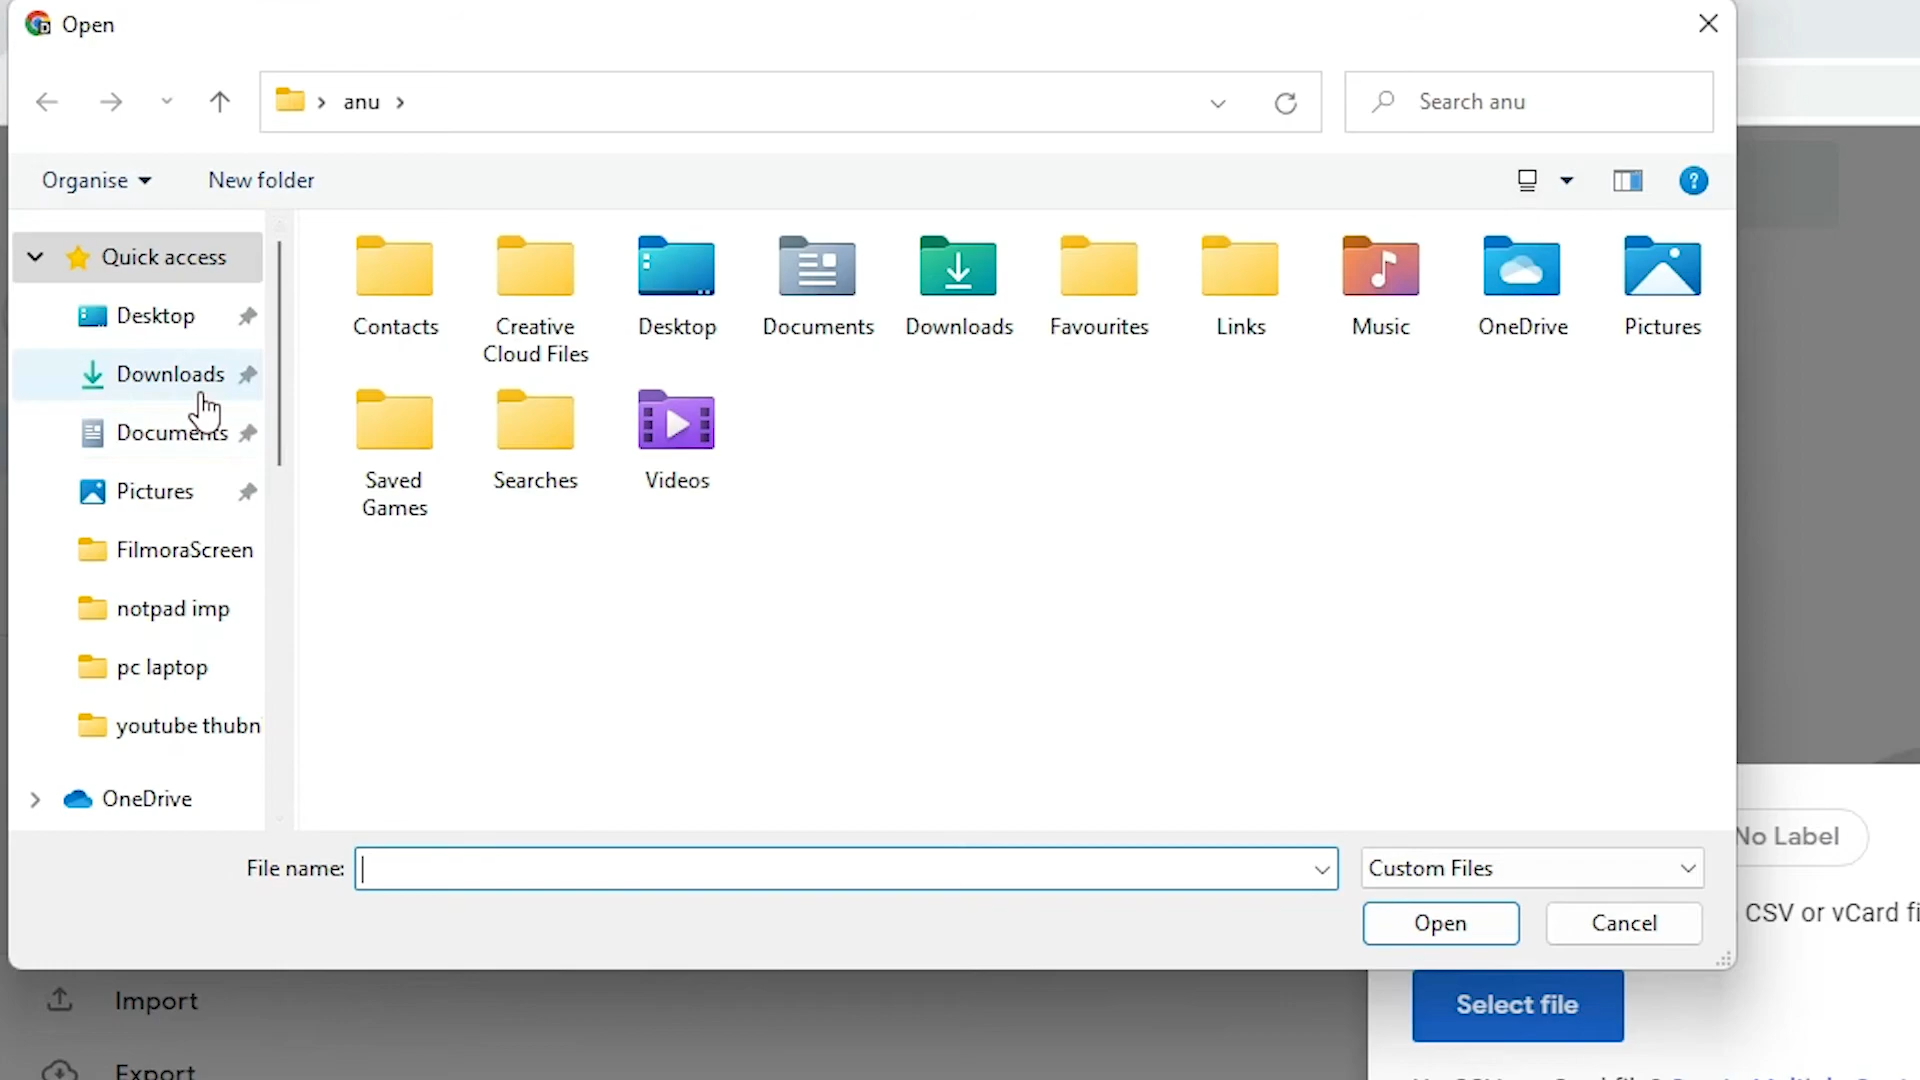 Open
anu
Search anu
Organise
New folder
Quick access
Desktop
Downloads
Documents
Pictures
FilmoraScreen
notpad imp
pc laptop
youtube thubn
OneDrive
Contacts
Creative
Cloud Files
Desktop
Documents
Downloads
Favourites
Links
Music
OneDrive
Pictures
Saved
Games
Searches
Videos
File name:
Custom Files
Open
Cancel
No Label
CSV or vCard fi
Select file
Import
Export